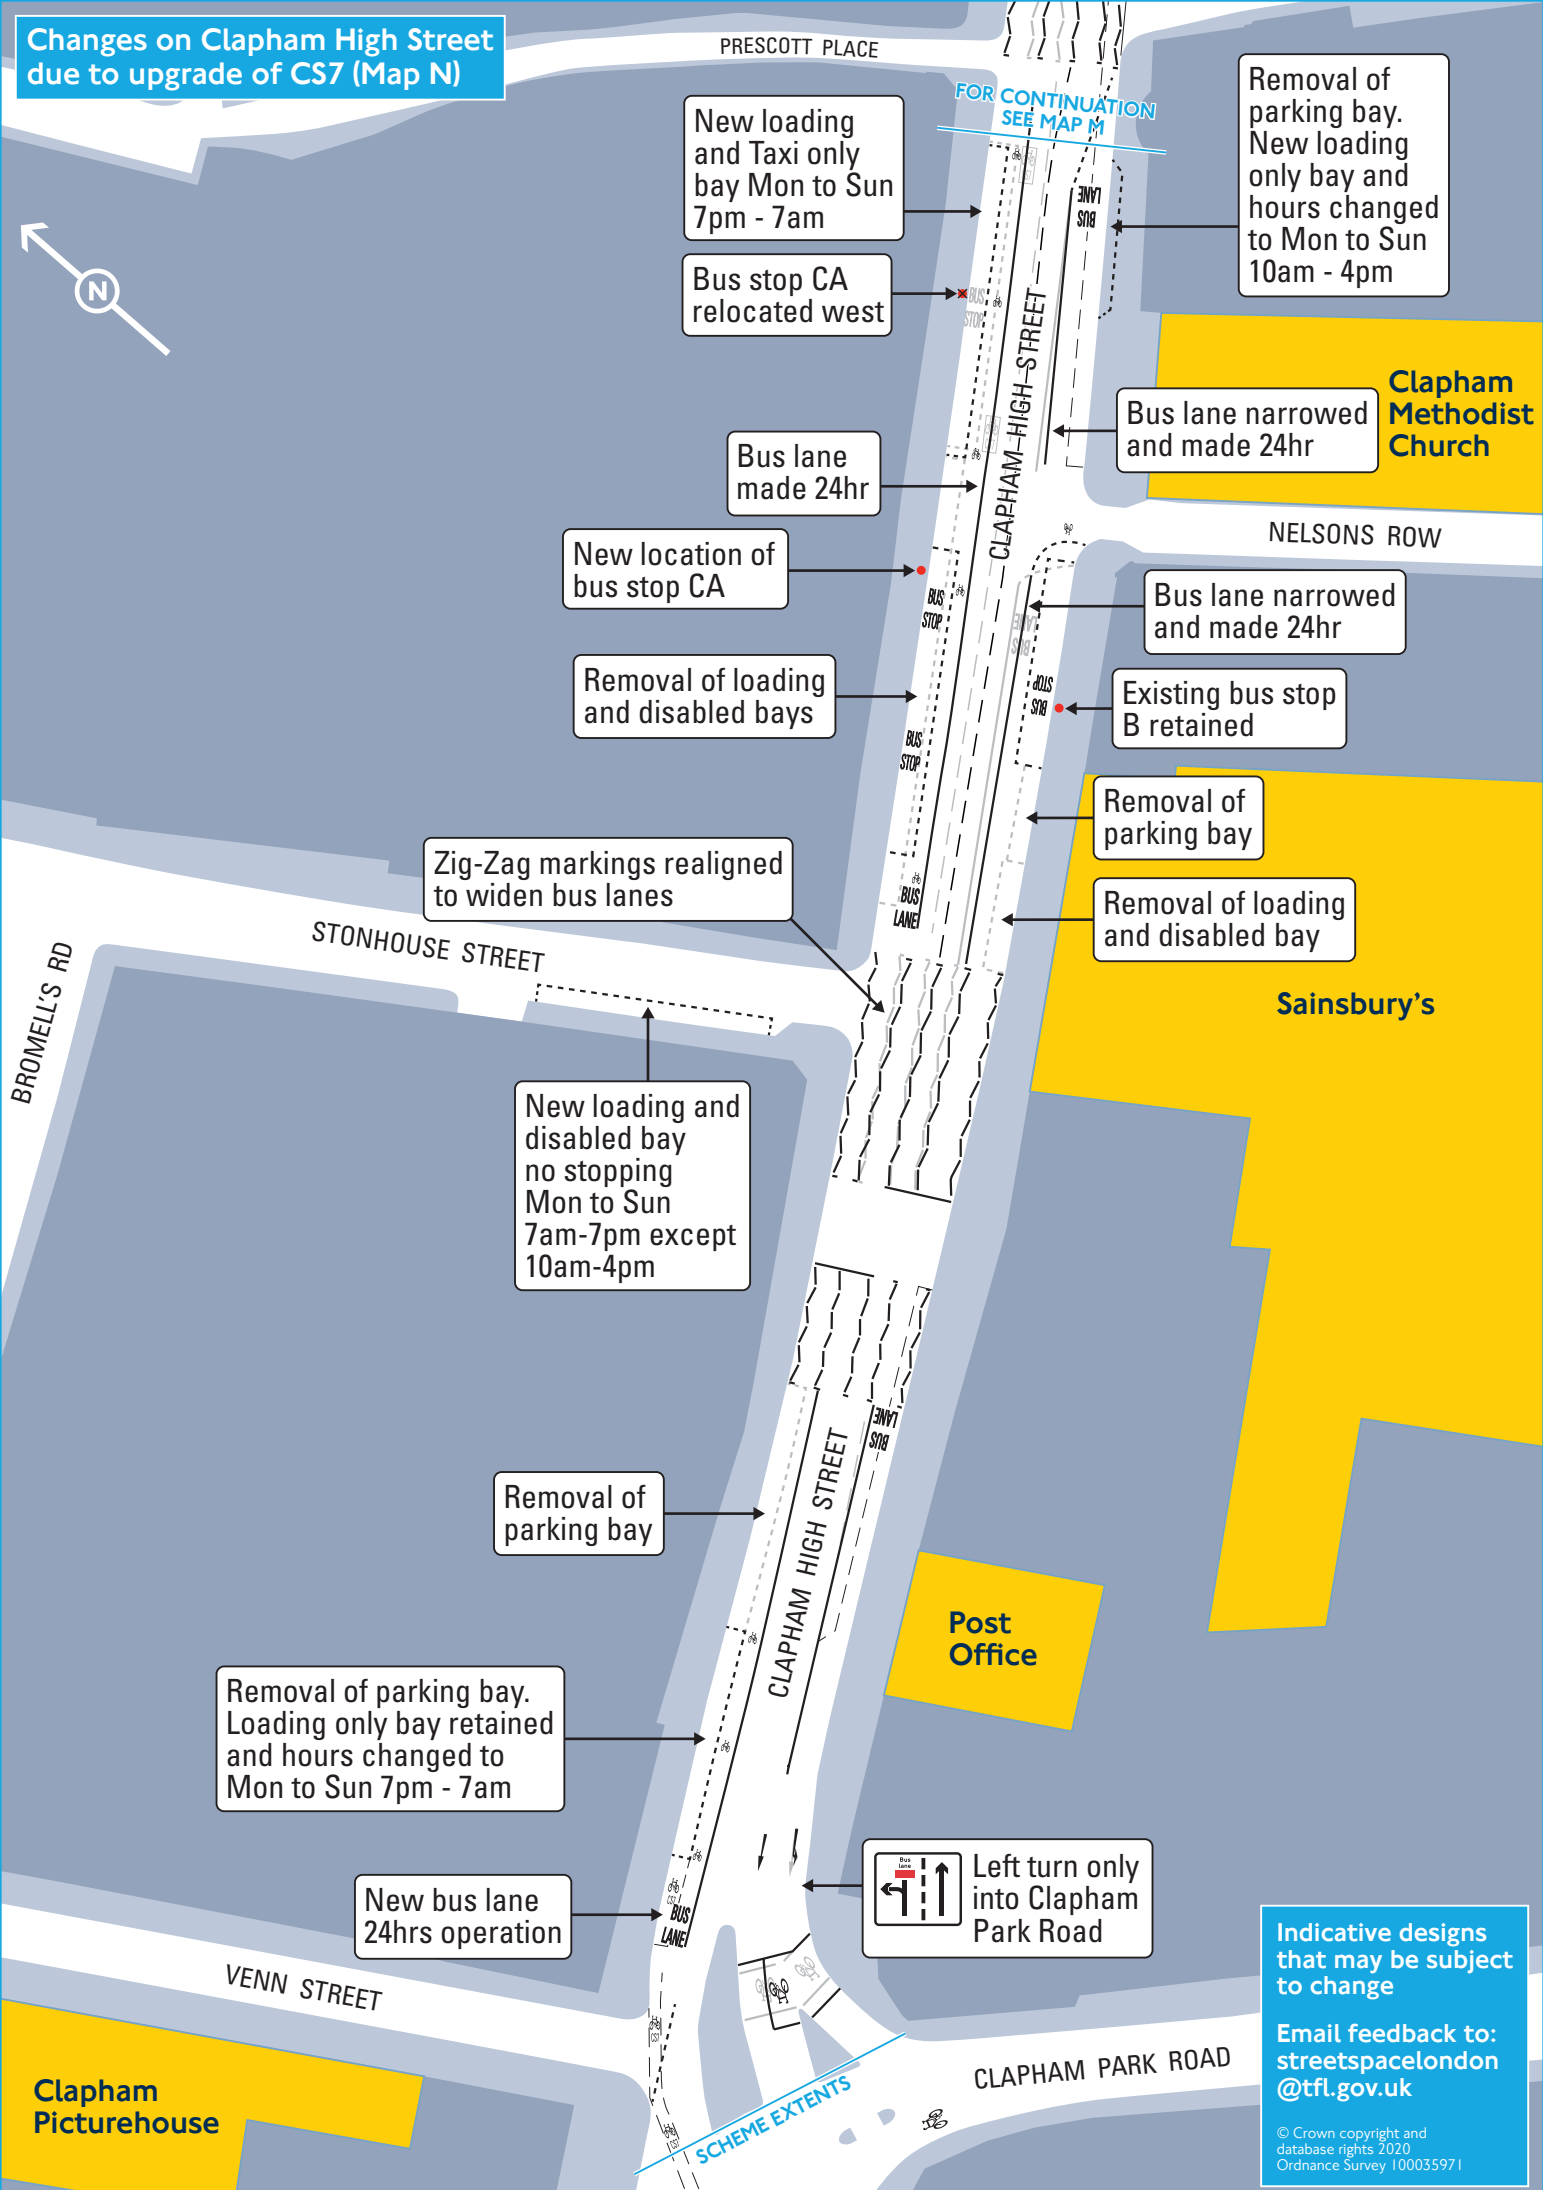 Changes on Clapham High Street
due to upgrade of CS7 (Map N)
PRESCOTT PLACE
FOR CONTINUATION
SEE MAP M
New loading
and Taxi only
bay Mon to Sun
7pm - 7am
Removal of
parking bay.
New loading
only bay and
hours changed
to Mon to Sun
10am - 4pm
LANE
BUS
N
Bus stop CA
relocated west
BUS
STOP
CLAPHAM HIGH STREET
Clapham
Methodist
Church
Bus lane narrowed
and made 24hr
Bus lane
made 24hr
NELSONS ROW
New location of
bus stop CA
BUS
STOP
Bus lane narrowed
and made 24hr
LANE
BUS
Removal of loading
and disabled bays
STOP
BUS
Existing bus stop
B retained
BUS
STOP
Removal of
parking bay
Zig-Zag markings realigned
to widen bus lanes
BUS
LANE
Removal of loading
and disabled bay
STONHOUSE STREET
BROMELL'S RD
Sainsbury's
New loading and
disabled bay
no stopping
Mon to Sun
7am-7pm except
10am-4pm
LANE
BUS
CLAPHAM HIGH STREET
Removal of
parking bay
Post
Office
Removal of parking bay.
Loading only bay retained
and hours changed to
Mon to Sun 7pm - 7am
Bus
lane
Left turn only
into Clapham
Park Road
New bus lane
24hrs operation
CS7
BUS
LANE
VENN STREET
CS7
CS7
SCHEME EXTENTS
CLAPHAM PARK ROAD
Clapham
Picturehouse
Indicative designs
that may be subject
to change
Email feedback to:
streetspacelondon
@tfl.gov.uk
© Crown copyright and
database rights 2020
Ordnance Survey 100035971